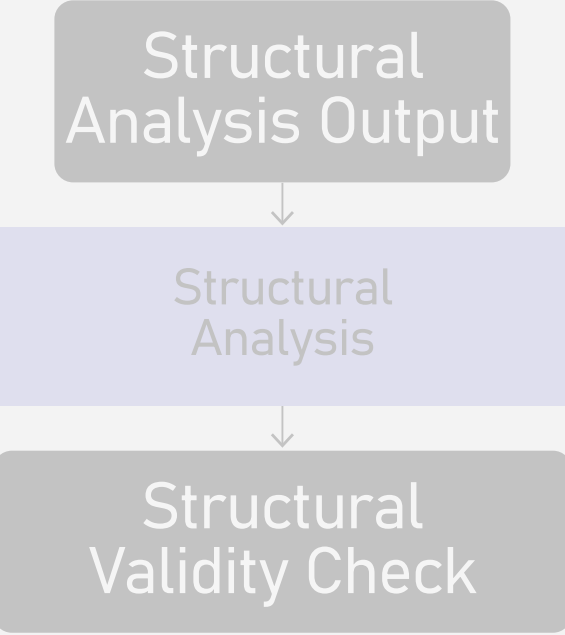 Structural
Analysis Output
Structural
Analysis
Structural
Validity Check